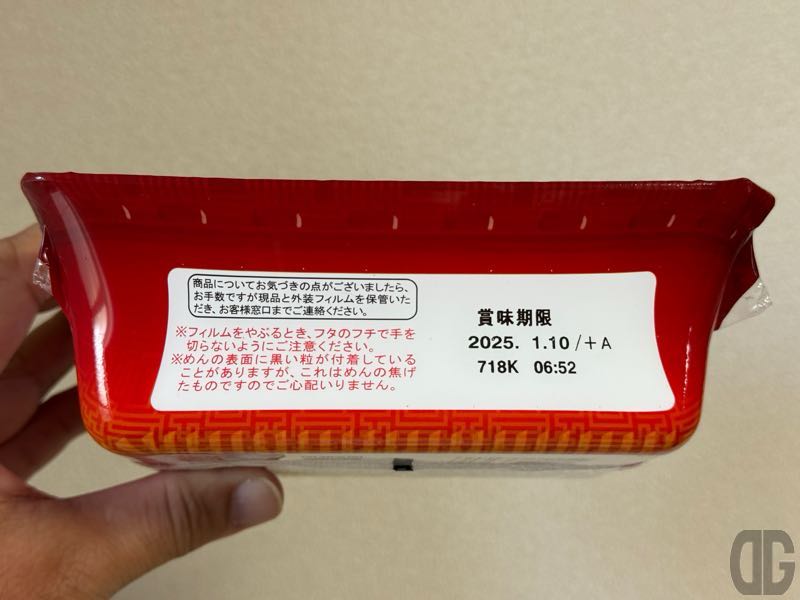 商品についてお気づきの点がございましたら、
お手数ですが現品と外装フィルムを保管いた
だき、お客様窓口までご連絡ください。
※フィルムをやぶるとき、フタのフチで手を
切らないようにご注意ください。
※めんの表面に黒い粒が付着している
ことがありますが、これはめんの焦げ
たものですのでご心配いりません。
賞味期限
2025. 1.10 /+A
718K 06:52
DG